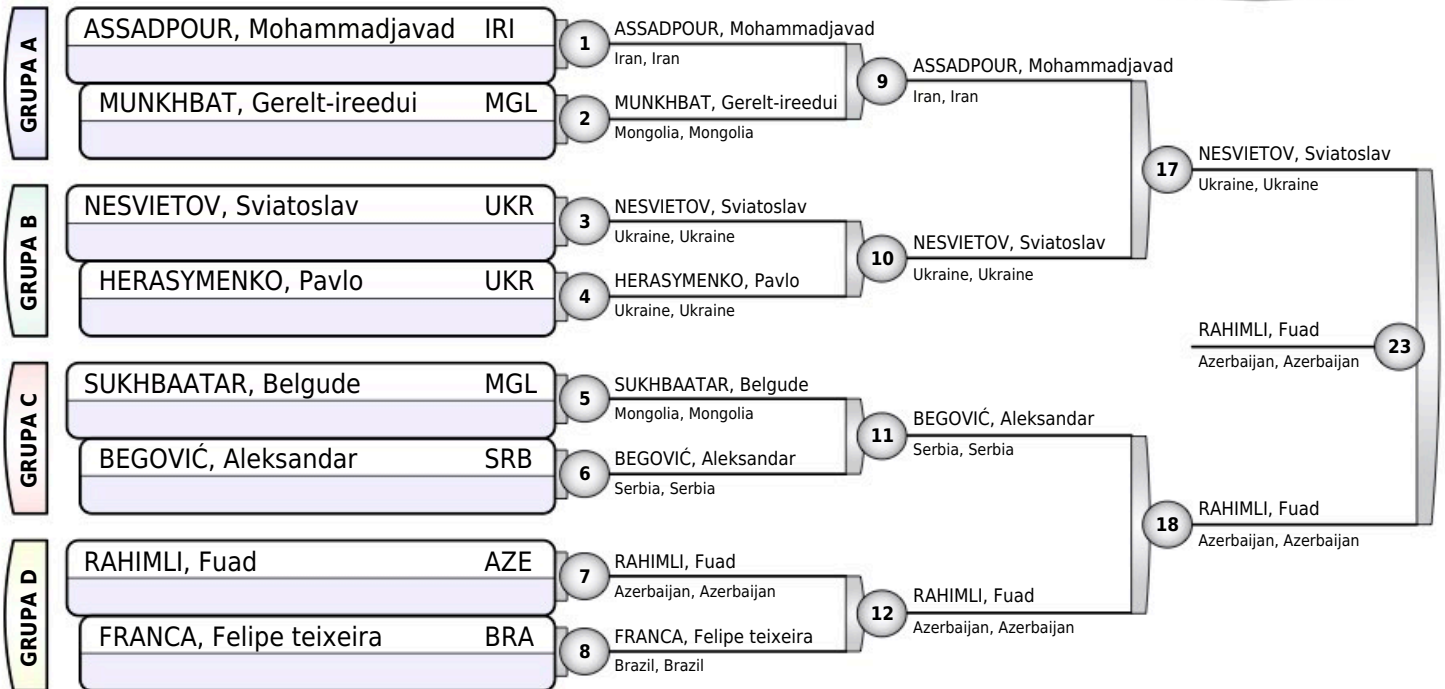 GRUPA A
ASSADPOUR, Mohammadjavad IRI
MUNKHBAT, Gerelt-ireedui MGL
GRUPA B
NESVIETOV, Sviatoslav UKR
HERASYMENKO, Pavlo UKR
GRUPA C
SUKHBAATAR, Belgude MGL
BEGOVIĆ, Aleksandar SRB
GRUPA D
RAHIMLI, Fuad AZE
FRANCA, Felipe teixeira BRA
1
ASSADPOUR, Mohammadjavad
Iran, Iran
2
MUNKHBAT, Gerelt-ireedui
Mongolia, Mongolia
3
NESVIETOV, Sviatoslav
Ukraine, Ukraine
4
HERASYMENKO, Pavlo
Ukraine, Ukraine
5
SUKHBAATAR, Belgude
Mongolia, Mongolia
6
BEGOVIĆ, Aleksandar
Serbia, Serbia
7
RAHIMLI, Fuad
Azerbaijan, Azerbaijan
8
FRANCA, Felipe teixeira
Brazil, Brazil
9
ASSADPOUR, Mohammadjavad
Iran, Iran
10
NESVIETOV, Sviatoslav
Ukraine, Ukraine
11
BEGOVIĆ, Aleksandar
Serbia, Serbia
12
RAHIMLI, Fuad
Azerbaijan, Azerbaijan
17
NESVIETOV, Sviatoslav
Ukraine, Ukraine
18
RAHIMLI, Fuad
Azerbaijan, Azerbaijan
RAHIMLI, Fuad
Azerbaijan, Azerbaijan
23